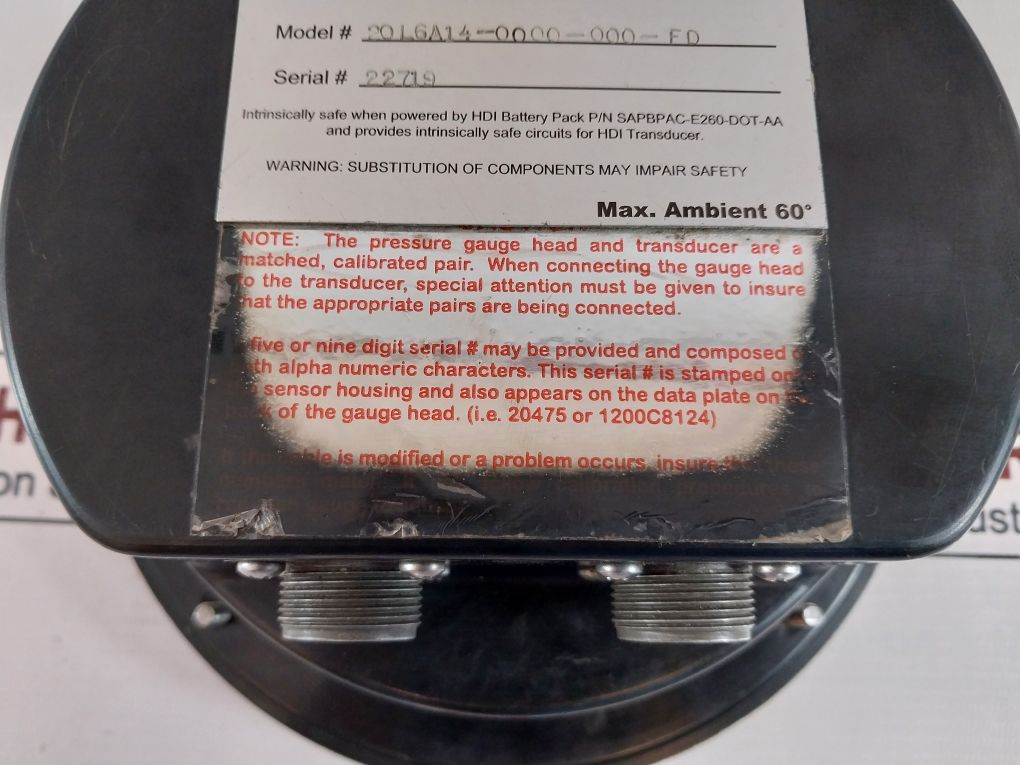 Model # 20L6A14-0000-000-FD
Serial # 22719
Intrinsically safe when powered by HDI Battery Pack P/N SAPBPAC-E260-DOT-AA
and provides intrinsically safe circuits for HDI Transducer.
WARNING: SUBSTITUTION OF COMPONENTS MAY IMPAIR SAFETY
Max. Ambient 60°
NOTE: The pressure gauge head and transducer are a
matched, calibrated pair. When connecting the gauge head
to the transducer, special attention must be given to insure
that the appropriate pairs are being connected.
five or nine digit serial # may be provided and composed
alpha numeric characters. This serial # is stamped on
sensor housing and also appears on the data plate on
back of the gauge head. (i.e. 20475 or 1200C8124)
is modified or a problem occurs, insure